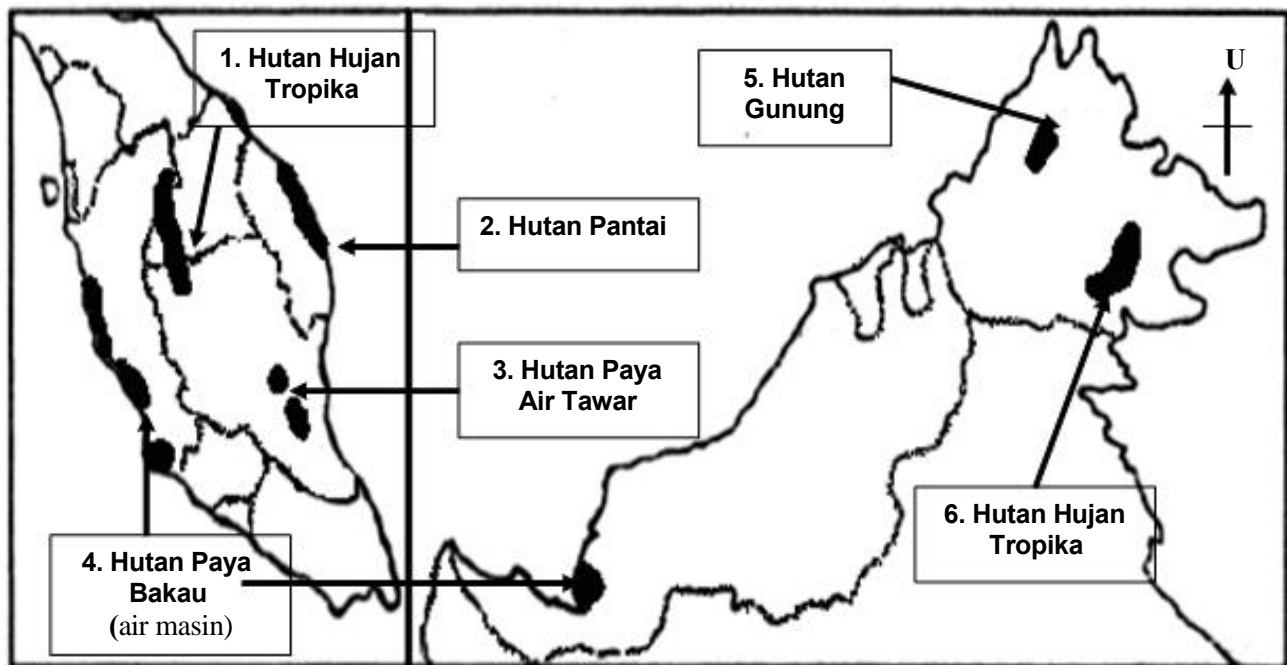 1. Hutan Hujan
Tropika
5. Hutan
Gunung
U
2. Hutan Pantai
3. Hutan Paya
Air Tawar
4. Hutan Paya
Bakau
(air masin)
6. Hutan Hujan
Tropika